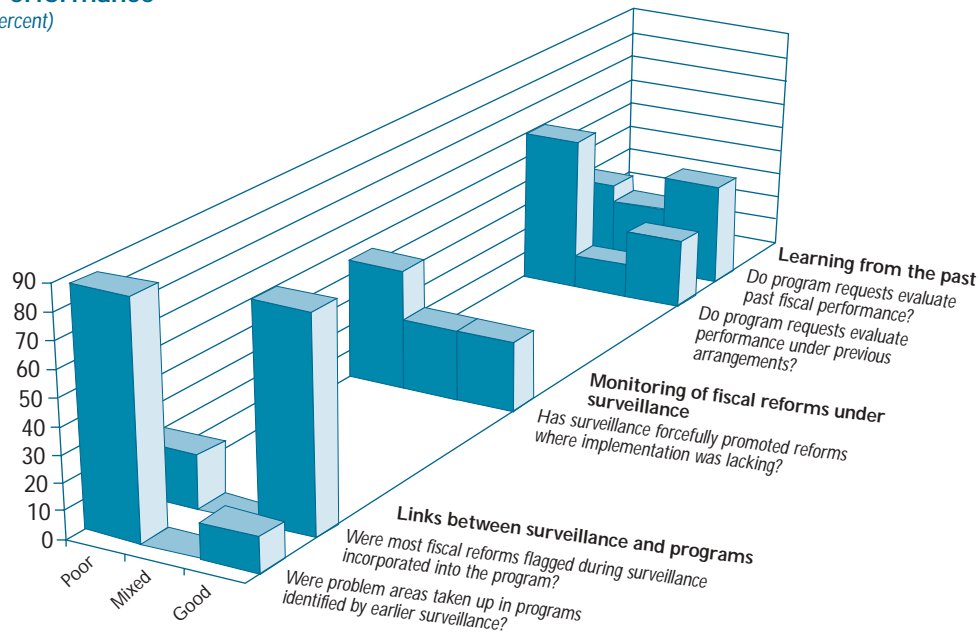 ercent)
90
80
70
60
50
40
30
20
10
0
Poor
Mixed
Good
Learning from the past
Do program requests evaluate
past fiscal performance?
Do program requests evaluate
performance under previous
arrangements?
Monitoring of fiscal reforms under
surveillance
Has surveillance forcefully promoted reforms
where implementation was lacking?
Links between surveillance and programs
Were most fiscal reforms flagged during surveillance
incorporated into the program?
Were problem areas taken up in programs
identified by earlier surveillance?